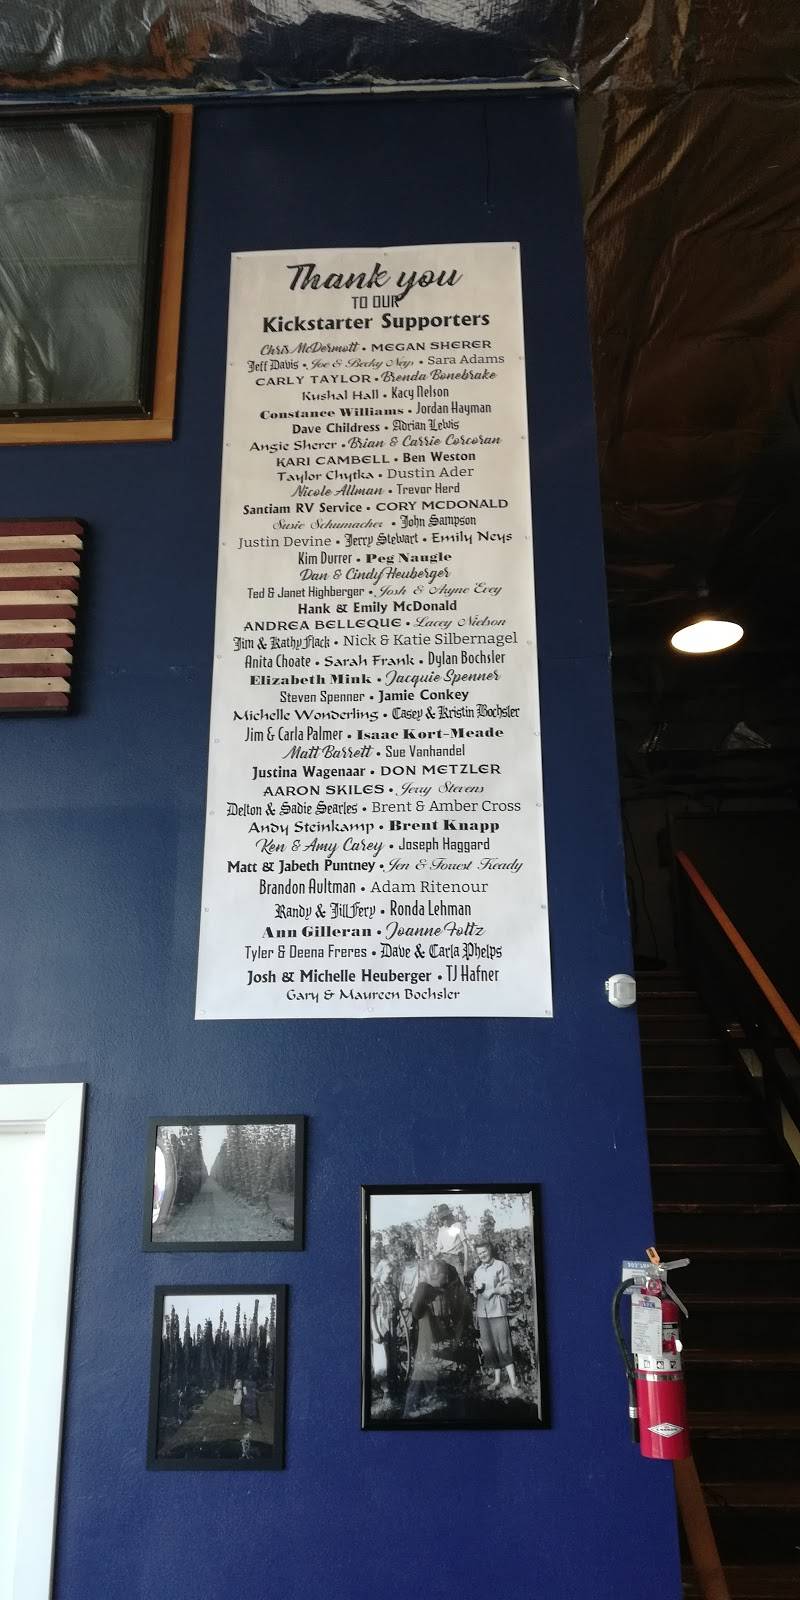 Thank you
TO OUR
Kickstarter Supporters
Chris McDermott • MEGAN SHERER
Jeff Davis • Joe & Becky Neys • Sara Adams
CARLY TAYLOR • Brenda Bonebrake
Kushal Hall • Kacy Nelson
Constance Williams • Jordan Hayman
Dave Childress • Adrian Lewis
Angie Sherer • Brian & Carrie Corcoran
KARI CAMBELL • Ben Weston
Taylor Chytka • Dustin Ader
Nicole Allman • Trevor Herd
Santiam RV Service • CORY MCDONALD
Susie Schumacher • John Sampson
Justin Devine • Jerry Stewart • Emily Neys
Kim Durrer • Peg Naugle
Dan & Cindy Heuberger
Ted & Janet Highberger • Josh & Ayne Evey
Hank & Emily McDonald
ANDREA BELLEQUE • Lacey Nielson
Jim & Kathy Flack • Nick & Katie Silbernagel
Anita Choate • Sarah Frank • Dylan Bochsler
Elizabeth Mink • Jacquie Spenner
Steven Spenner • Jamie Conkey
Michelle Wonderling • Casey & Kristin Bochsler
Jim & Carla Palmer • Isaac Kort-Meade
Matt Barrett • Sue Vanhandel
Justina Wagenaar • DON METZLER
AARON SKILES • Jerry Stevens
Delton & Sadie Searles • Brent & Amber Cross
Andy Steinkamp • Brent Knapp
Ken & Amy Carey • Joseph Haggard
Matt & Jabeth Puntney • Jen & Forrest Keady
Brandon Aultman • Adam Ritenour
Randy & Jill Fery • Ronda Lehman
Ann Gilleran • Joanne Foltz
Tyler & Deena Freres • Dave & Carla Phelps
Josh & Michelle Heuberger • TJ Hafner
Gary & Maureen Bochsler